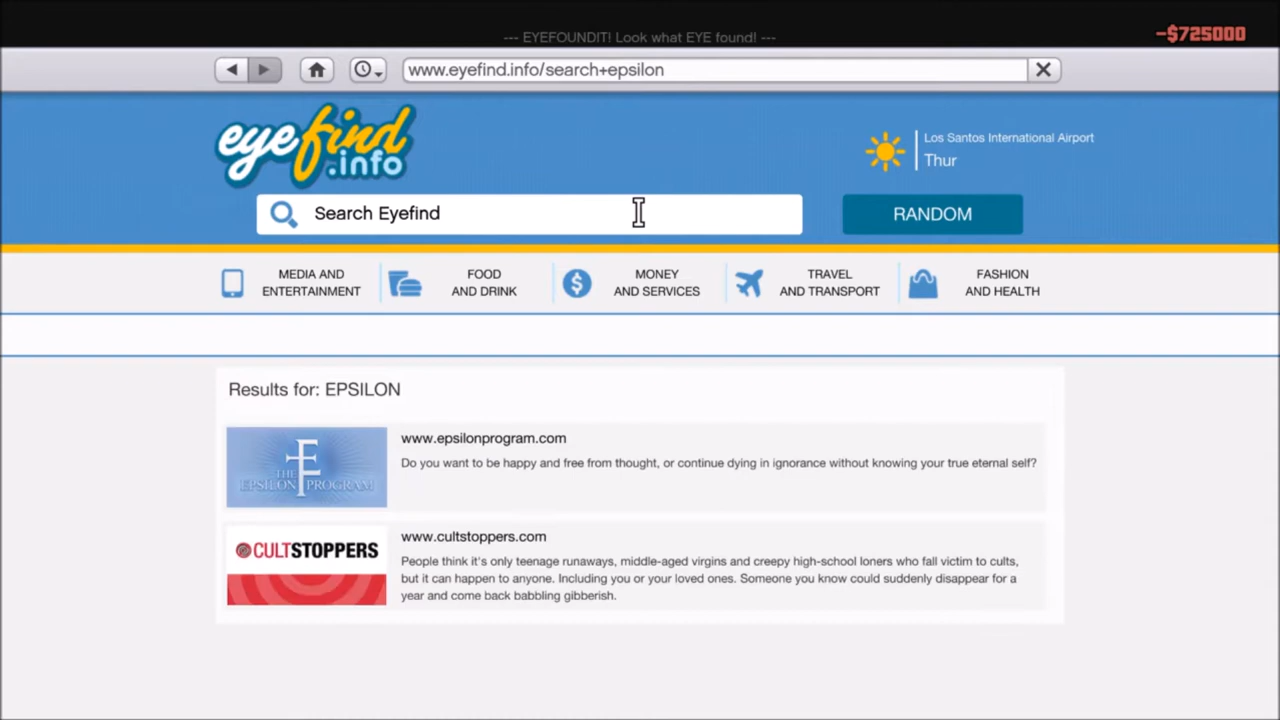 --- EYEFOUNDIT! Look what EYE found! ---
-$725000
www.eyefind.info/search+epsilon
eyefind
.info
Los Santos International Airport
Thur
Search Eyefind
RANDOM
MEDIA AND
ENTERTAINMENT
FOOD
AND DRINK
MONEY
AND SERVICES
TRAVEL
AND TRANSPORT
FASHION
AND HEALTH
Results for: EPSILON
THE
EPSILON PROGRAM
www.epsilonprogram.com
Do you want to be happy and free from thought, or continue dying in ignorance without knowing your true eternal self?
CULTSTOPPERS
www.cultstoppers.com
People think it's only teenage runaways, middle-aged virgins and creepy high-school loners who fall victim to cults,
but it can happen to anyone. Including you or your loved ones. Someone you know could suddenly disappear for a
year and come back babbling gibberish.